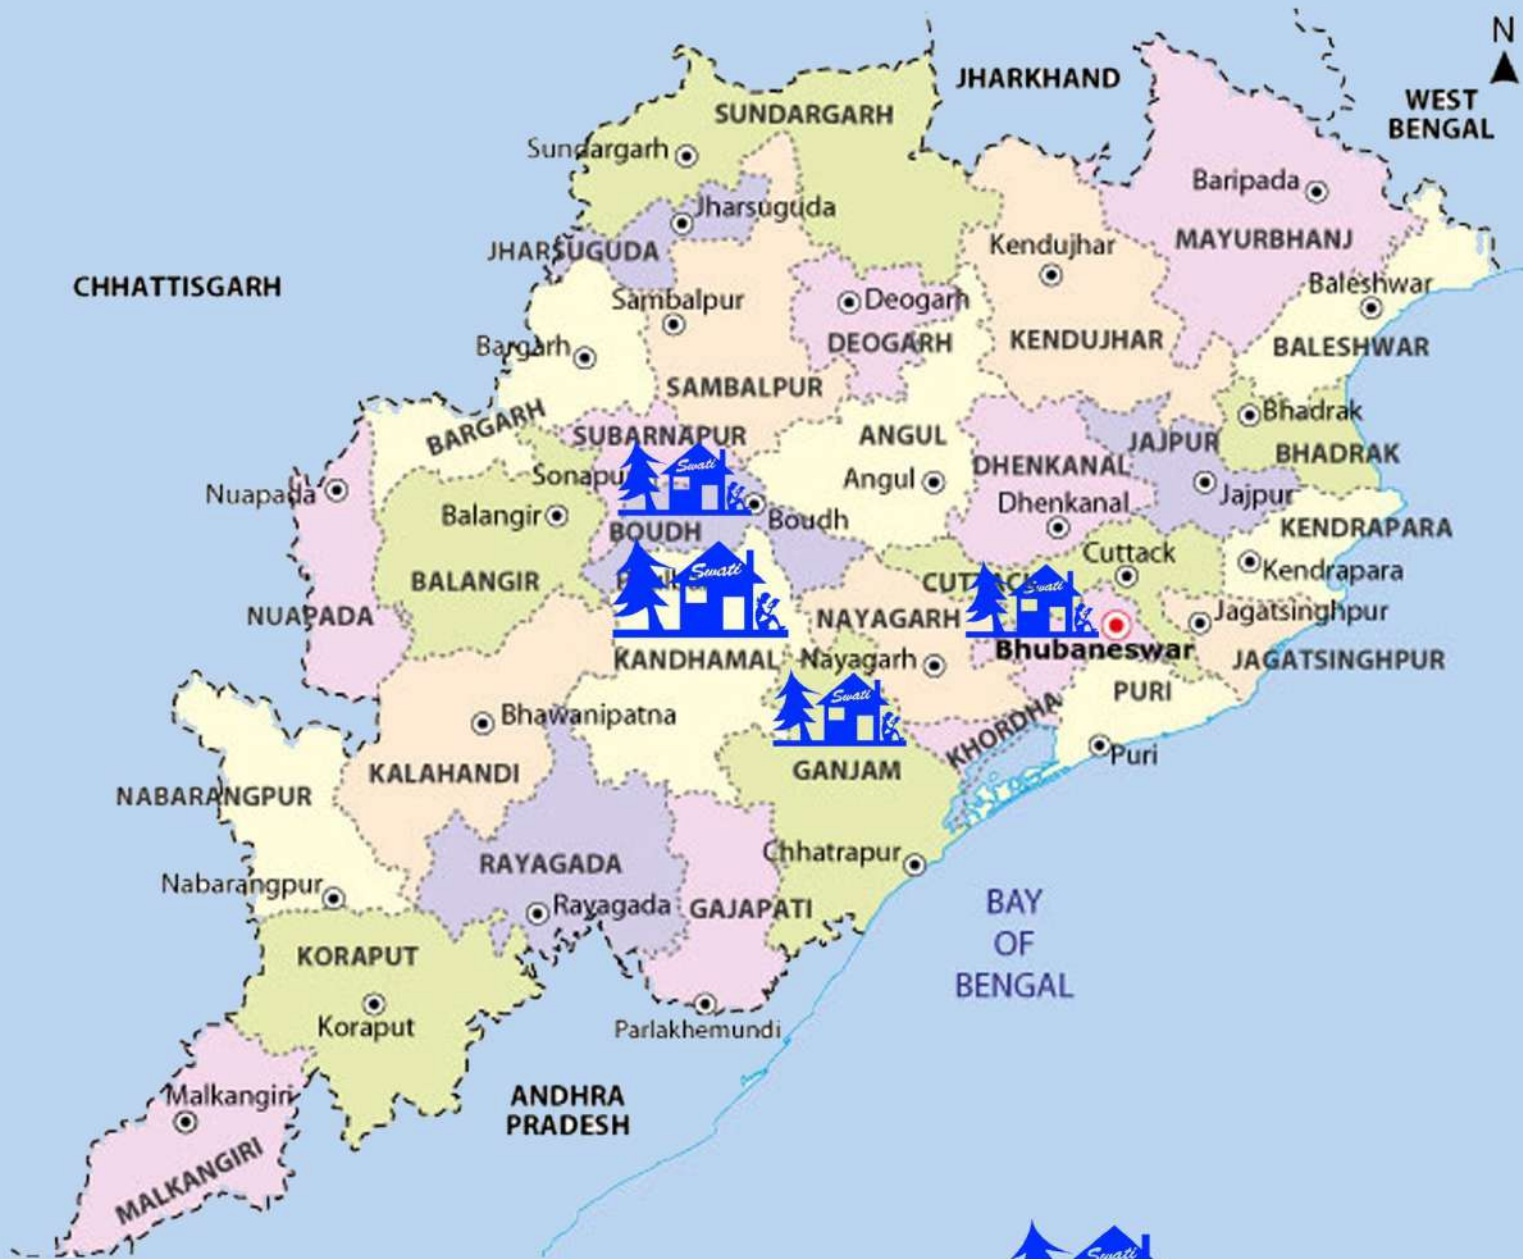 N
JHARKHAND
WEST
BENGAL
SUNDARGARH
Sundargarh
Baripada
Jharsuguda
MAYURBHANJ
JHARSUGUDA
Kendujhar
CHHATTISGARH
Baleshwar
Sambalpur
Deogarh
KENDUJHAR
DEOGARH
BALESHWAR
Bargarh
SAMBALPUR
Bhadrak
BARGARH
SUBARNAPUR
ANGUL
JAJPUR
BHADRAK
DHENKANAL
Swati
Angul
Nuapada
Jajpur
Dhenkanal
Balangir
Boudh
KENDRAPARA
BOUDH
Cuttack
Kendrapara
Swati
BALANGIR
Swati
Jagatsinghpur
NUAPADA
NAYAGARH
Bhubaneswar
KANDHAMAL
Nayagarh
JAGATSINGHPUR
PURI
Swati
Bhawanipatna
KHORDHA
Puri
KALAHANDI
GANJAM
NABARANGPUR
Chhatrapur
RAYAGADA
Nabarangpur
Rayagada
GAJAPATI
BAY
OF
BENGAL
KORAPUT
Koraput
Parlakhemundi
Malkangiri
ANDHRA
PRADESH
MALKANGIRI
Swati